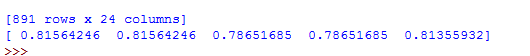 [891 rows x 24 columns]
[ 0.81564246  0.81564246  0.78651685  0.78651685  0.81355932]
>>>